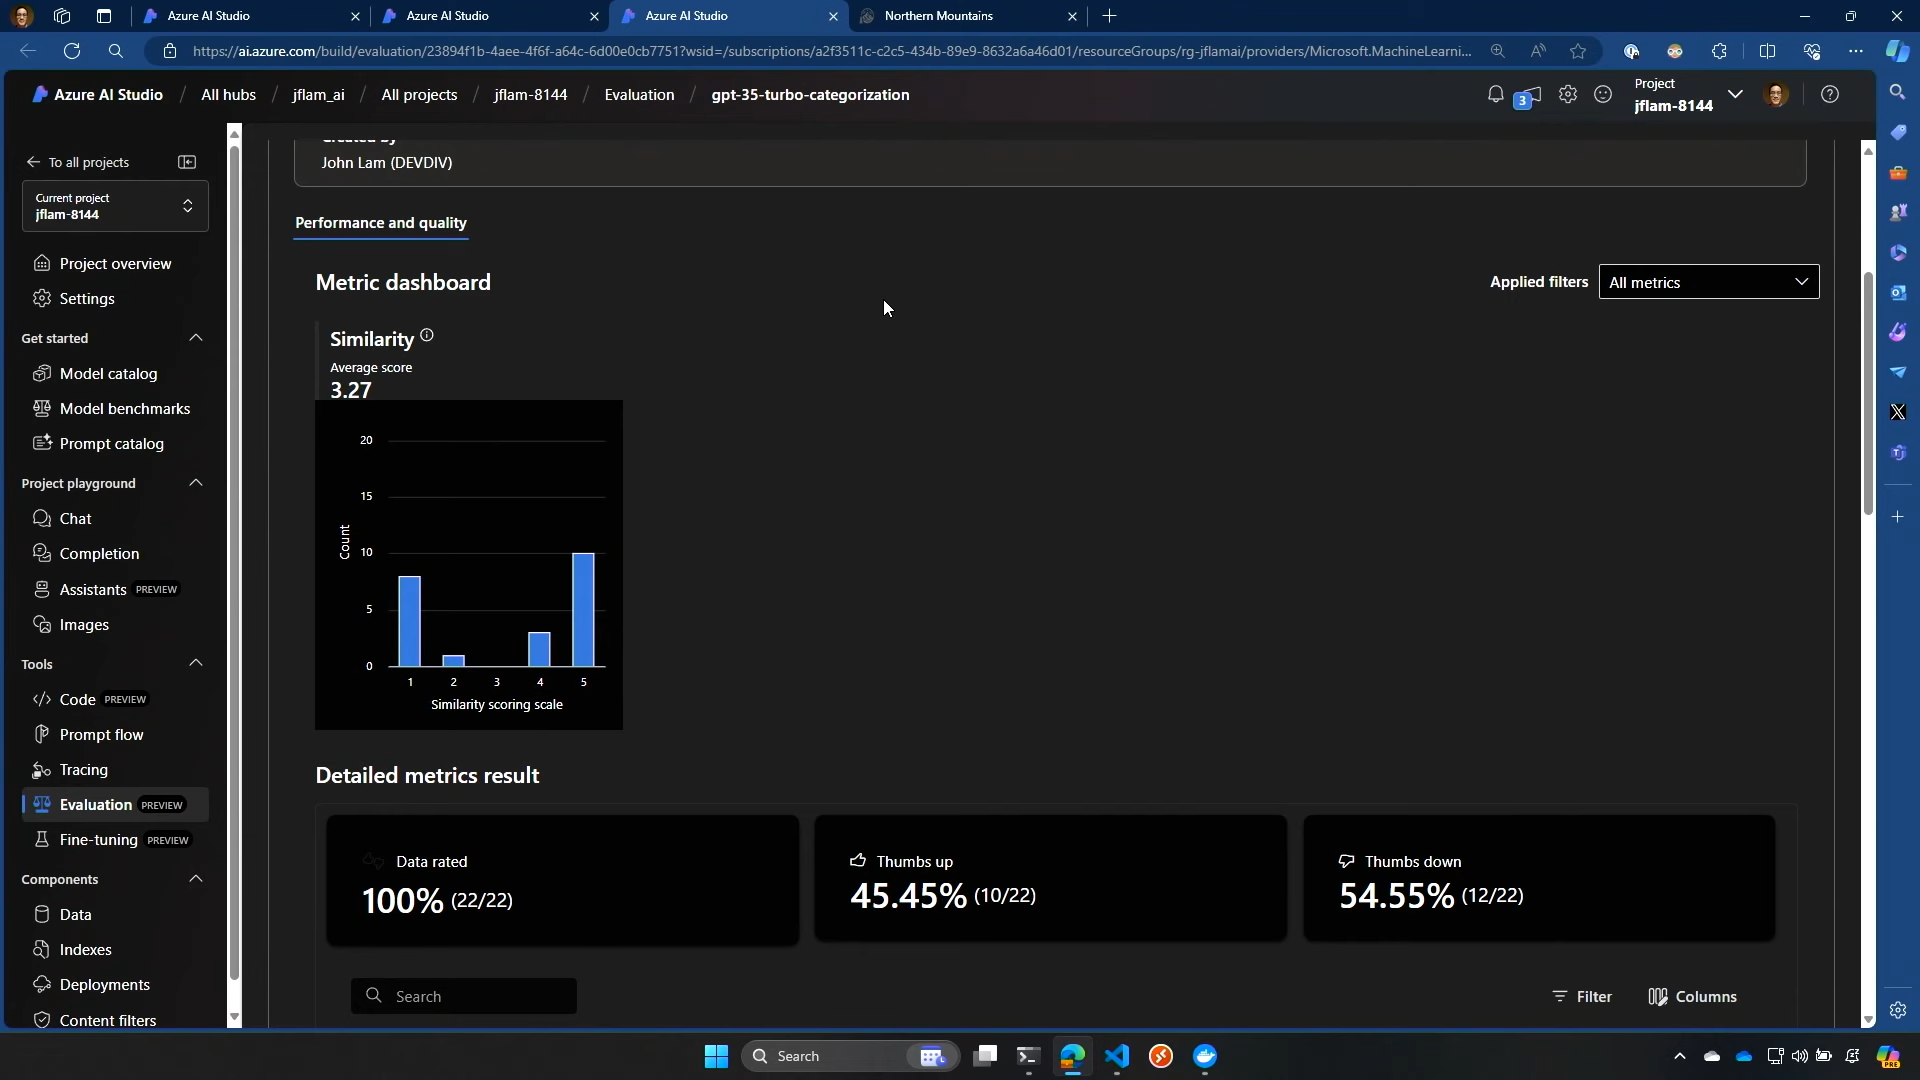 Azure AI Studio
Azure AI Studio
Azure AI Studio
Northern Mountains
https://ai.azure.com/build/evaluation/23894f1b-4aee-4f6f-a64c-6d00e0cb7751?wsid=/subscriptions/a2f3511c-c2c5-434b-89e9-8632a6a46d01/resourceGroups/rg-jflamai/providers/Microsoft.MachineLearni...
Azure AI Studio / All hubs / jflam_ai / All projects / jflam-8144 / Evaluation / gpt-35-turbo-categorization
3
Project
jflam-8144
To all projects
Current project
jflam-8144
Project overview
Settings
Get started
Model catalog
Model benchmarks
Prompt catalog
Project playground
Chat
Completion
Assistants PREVIEW
Images
Tools
Code PREVIEW
Prompt flow
Tracing
Evaluation PREVIEW
Fine-tuning PREVIEW
Components
Data
Indexes
Deployments
Content filters
Created by
John Lam (DEVDIV)
Performance and quality
Metric dashboard
Applied filters
All metrics
Similarity
Average score
3.27
20
15
10
5
0
Count
1 2 3 4 5
Similarity scoring scale
Detailed metrics result
Data rated
100% (22/22)
Thumbs up
45.45% (10/22)
Thumbs down
54.55% (12/22)
Search
Filter
Columns
Search
PRE